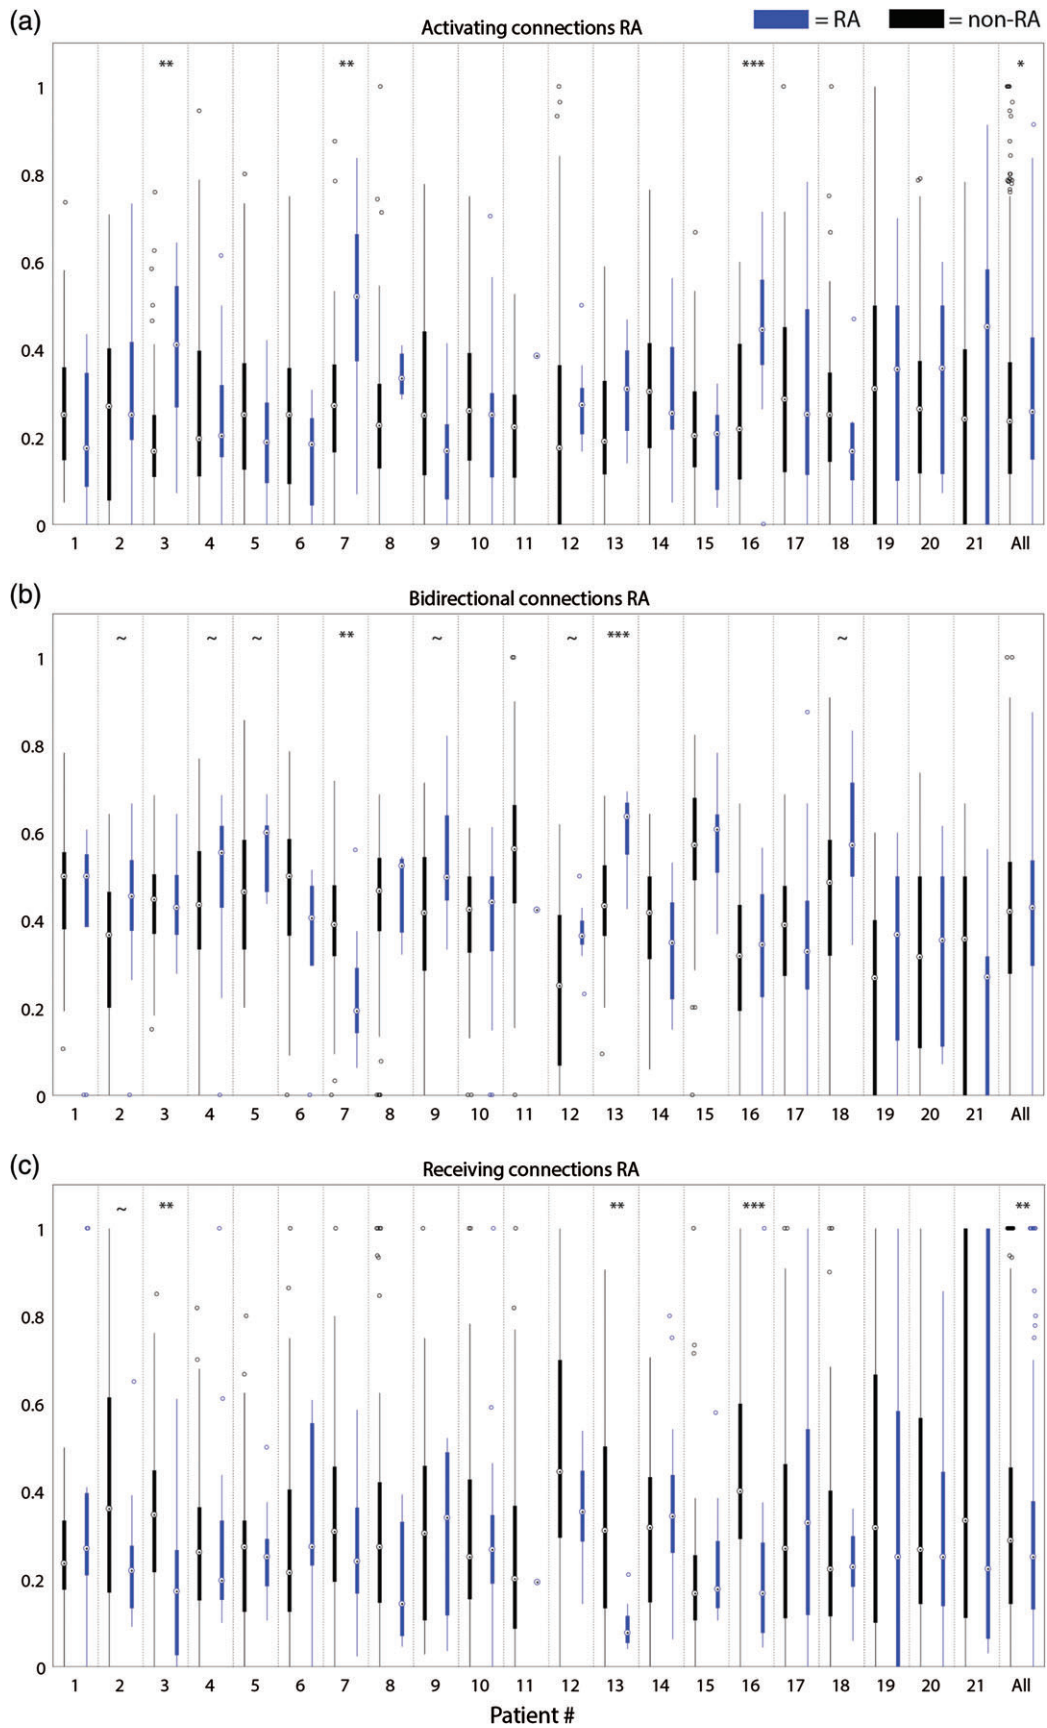 (a)
Activating connections RA
= RA
= non-RA
** ** *** *
1
0.8
0.6
0.4
0.2
0
1 2 3 4 5 6 7 8 9 10 11 12 13 14 15 16 17 18 19 20 21 All
(b)
Bidirectional connections RA
~ ~ ~ ** ~ ~ *** ~
1
0.8
0.6
0.4
0.2
0
1 2 3 4 5 6 7 8 9 10 11 12 13 14 15 16 17 18 19 20 21 All
(c)
Receiving connections RA
~ ** ** *** **
1
0.8
0.6
0.4
0.2
0
1 2 3 4 5 6 7 8 9 10 11 12 13 14 15 16 17 18 19 20 21 All
Patient #